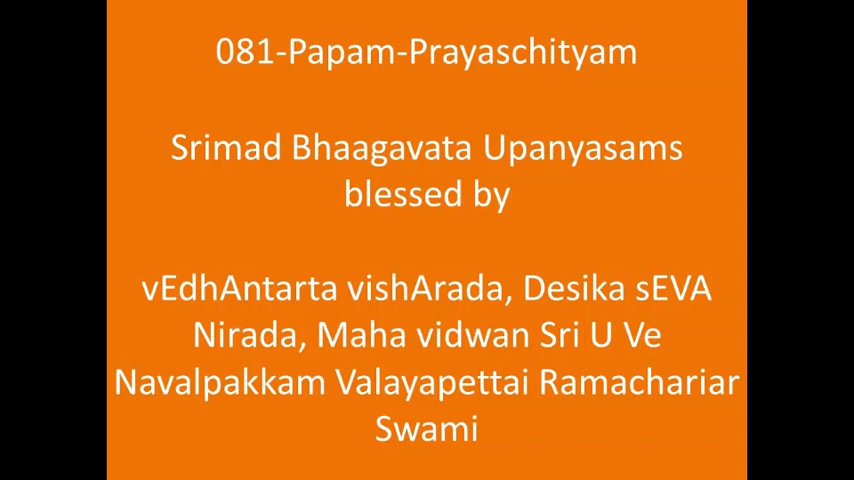 081-Papam-Prayaschityam
Srimad Bhaagavata Upanyasams
blessed by
vEdhAntarta vishArada, Desika sEVA
Nirada, Maha vidwan Sri U Ve
Navalpakkam Valayapettai Ramachariar
Swami